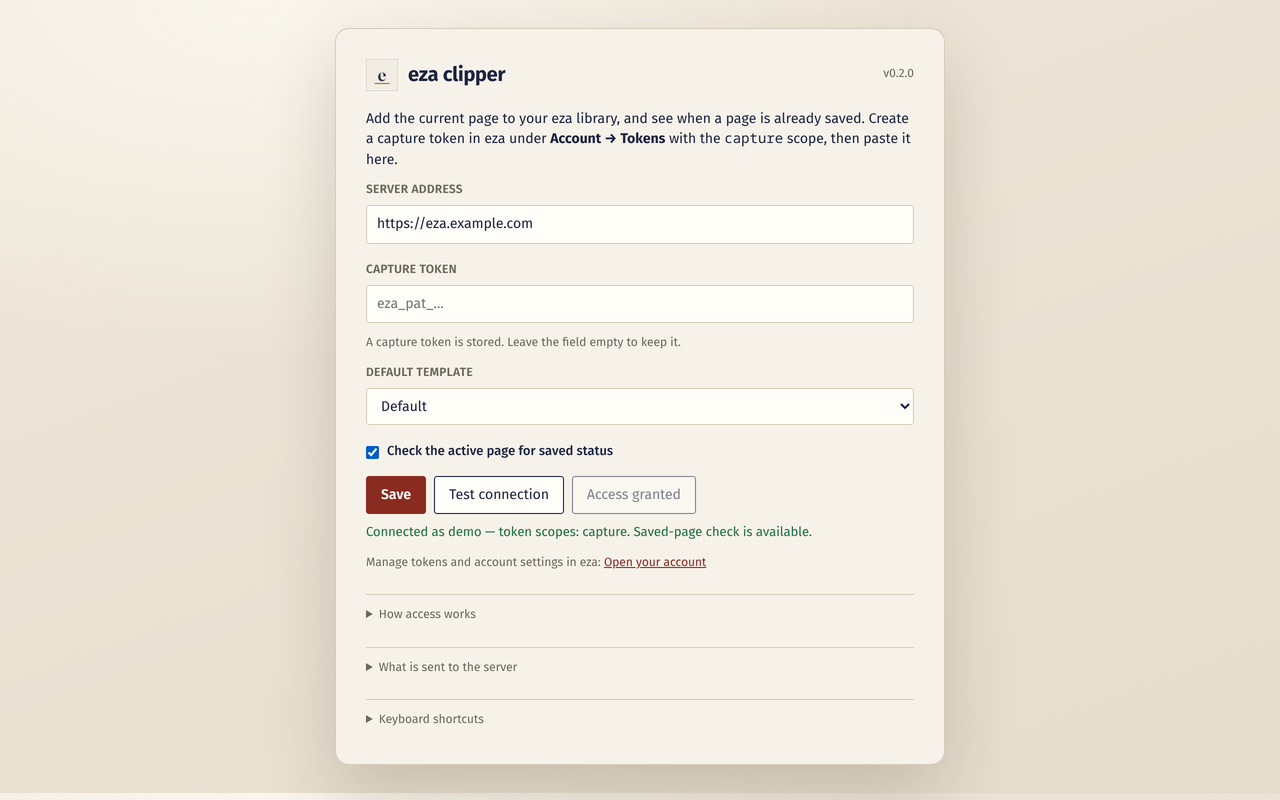 e
eza clipper
v0.2.0
Add the current page to your eza library, and see when a page is already saved. Create
a capture token in eza under Account → Tokens with the capture scope, then paste it
here.
SERVER ADDRESS
https://eza.example.com
CAPTURE TOKEN
eza_pat_...
A capture token is stored. Leave the field empty to keep it.
DEFAULT TEMPLATE
Default
Check the active page for saved status
Save
Test connection
Access granted
Connected as demo — token scopes: capture. Saved-page check is available.
Manage tokens and account settings in eza: Open your account
How access works
What is sent to the server
Keyboard shortcuts